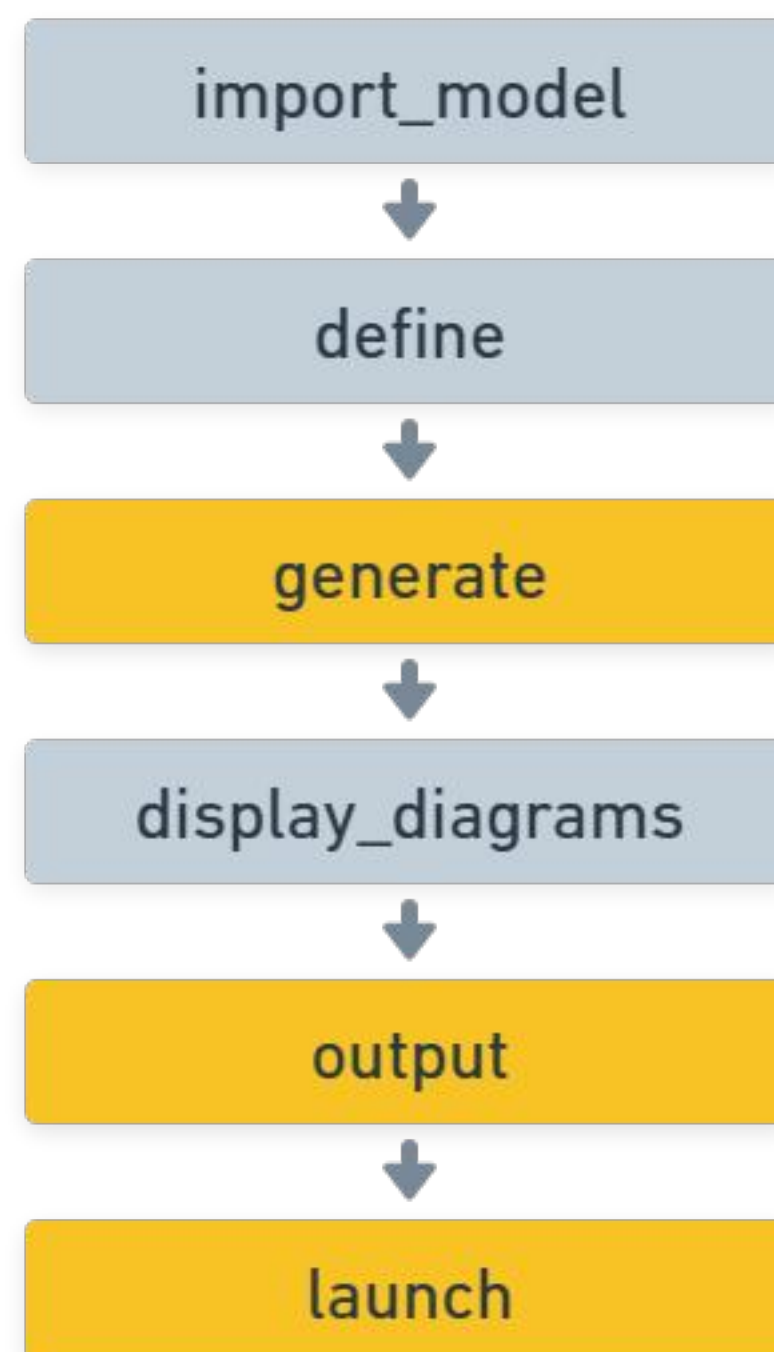 import_model
define
generate
display_diagrams
output
launch